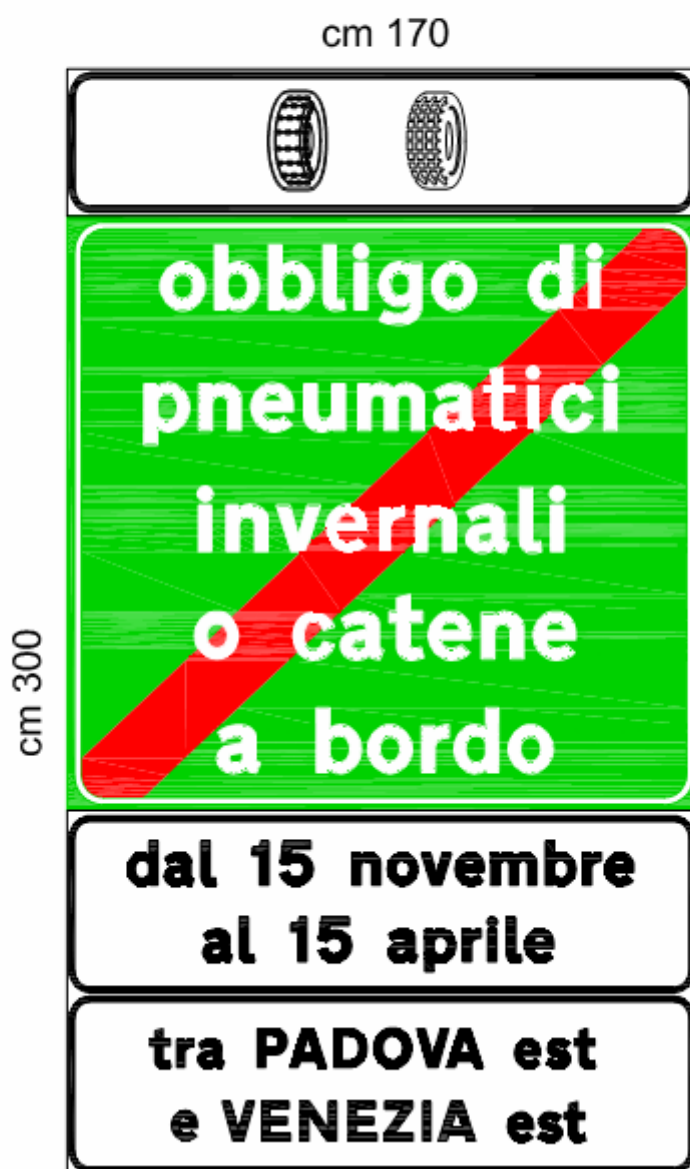 cm 170
obbligo di
pneumatici
invernali
o catene
a bordo
cm 300
dal 15 novembre
al 15 aprile
tra PADOVA est
e VENEZIA est